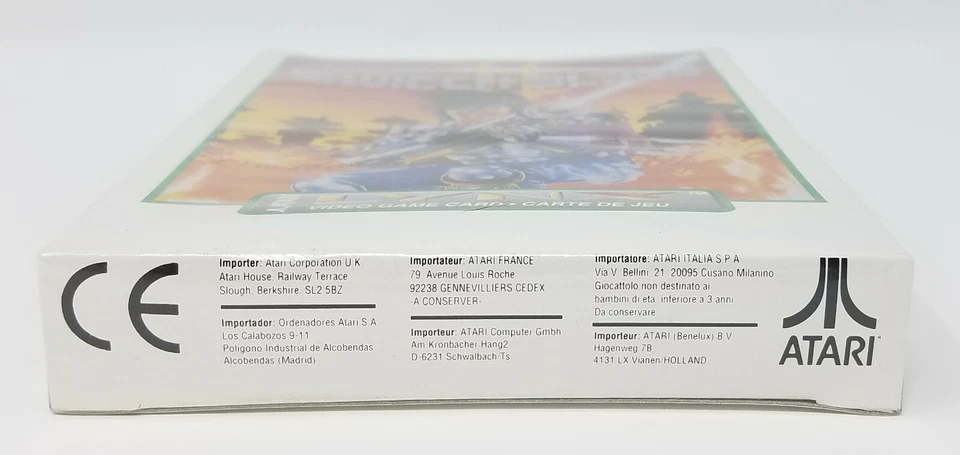 VIDEO GAME CARD • CARTE DE JEU
CE
Importer: Atari Corporation U.K
Atari House, Railway Terrace
Slough, Berkshire. SL2 5BZ
Importador: Ordenadores Atari S.A
Los Calabozos 9-11
Poligono Industrial de Alcobendas
Alcobendas (Madrid)
Importateur: ATARI FRANCE
79, Avenue Louis Roche
92238 GENNEVILLIERS CEDEX
-A CONSERVER-
Importeur: ATARI Computer Gmbh
Am Kronbacher Hang2
D-6231 Schwalbach/Ts
Importatore: ATARI ITALIA S.P.A
Via V. Bellini, 21, 20095 Cusano Milanino
Giocattolo non destinato ai
bambini di eta' inferiore a 3 anni
Da conservare
Importeur: ATARI (Benelux) B.V
Hagenweg 7B
4131 LX Vianen/HOLLAND
ATARI